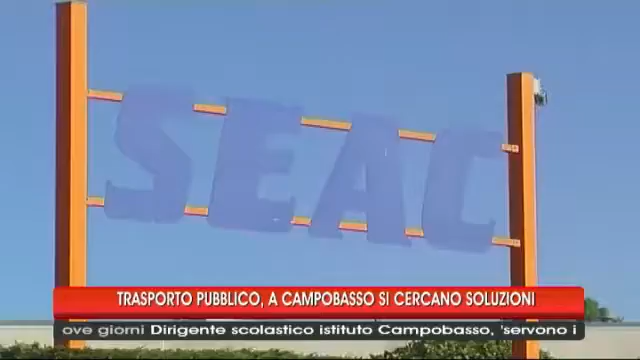 SEAC
TRASPORTO PUBBLICO, A CAMPOBASSO SI CERCANO SOLUZIONI
ove giorni Dirigente scolastico istituto Campobasso, 'servono i